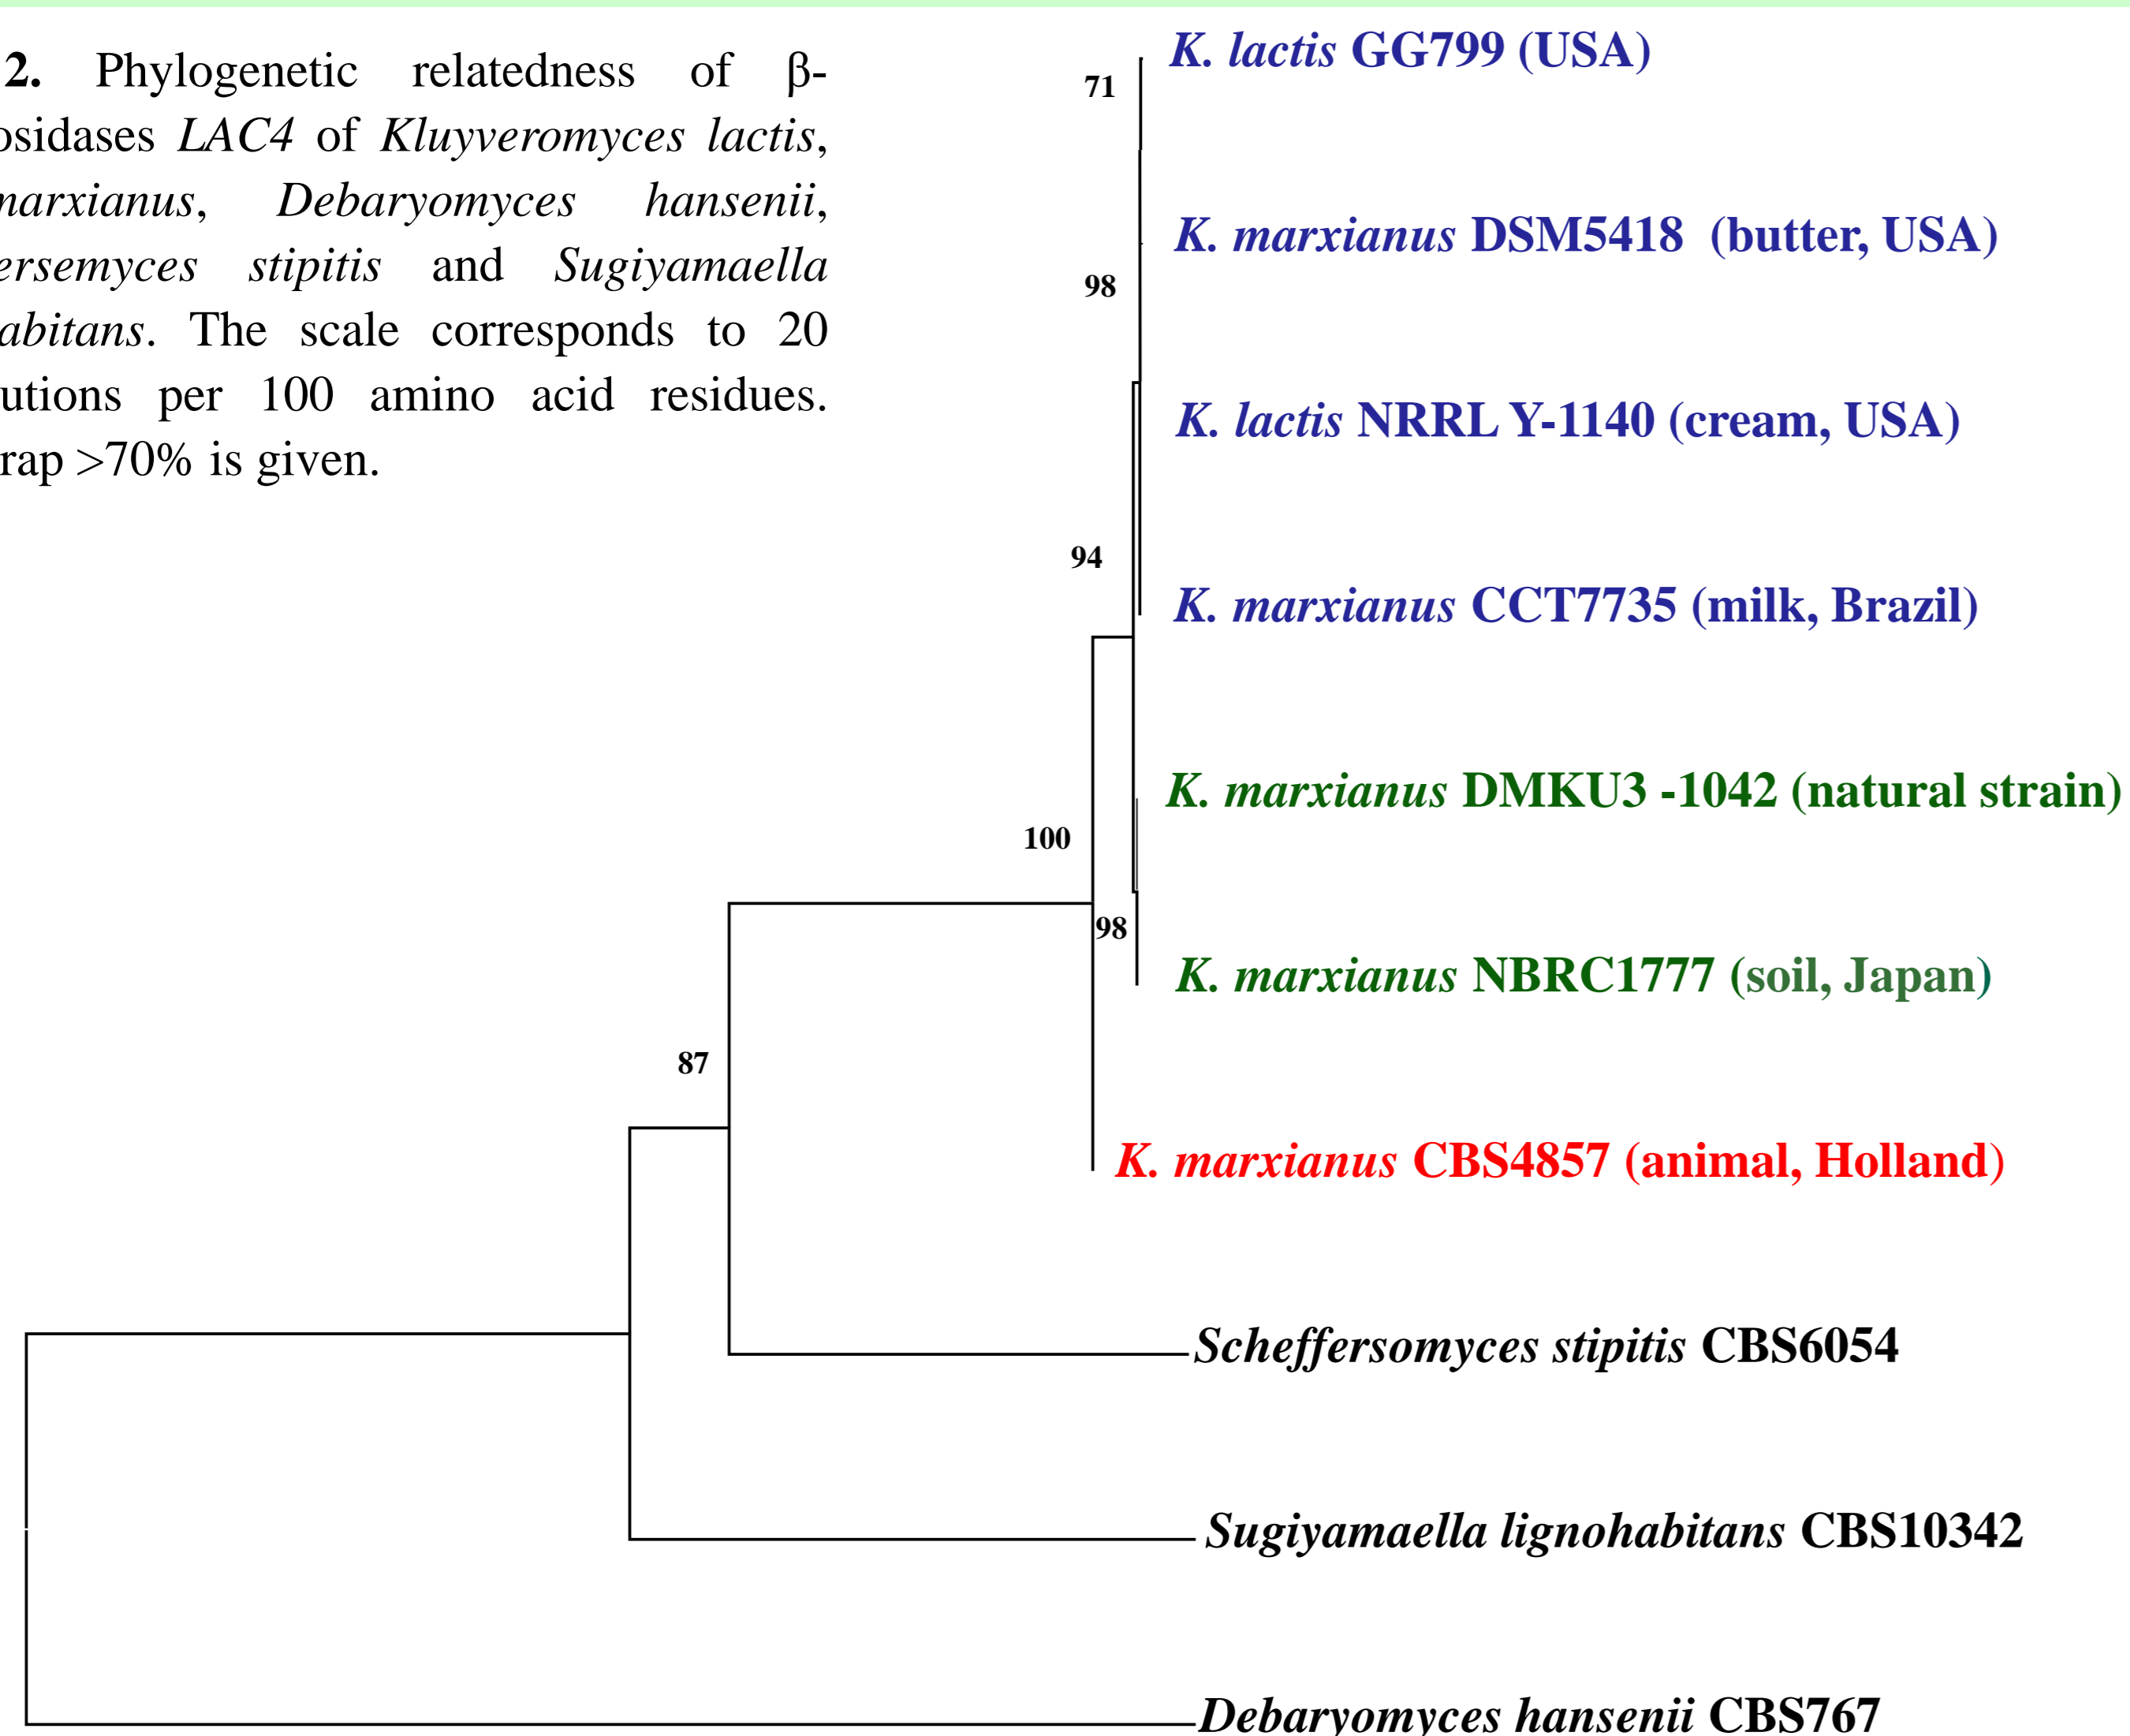 2. Phylogenetic relatedness of β-
osidases LAC4 of Kluyveromyces lactis,
marxianus, Debaryomyces hansenii,
ersemyces stipitis and Sugiyamaella
abitans. The scale corresponds to 20
utions per 100 amino acid residues.
rap >70% is given.
K. lactis GG799 (USA)
71
K. marxianus DSM5418 (butter, USA)
98
K. lactis NRRL Y-1140 (cream, USA)
94
K. marxianus CCT7735 (milk, Brazil)
K. marxianus DMKU3 -1042 (natural strain)
100
98
K. marxianus NBRC1777 (soil, Japan)
87
K. marxianus CBS4857 (animal, Holland)
Scheffersomyces stipitis CBS6054
Sugiyamaella lignohabitans CBS10342
Debaryomyces hansenii CBS767